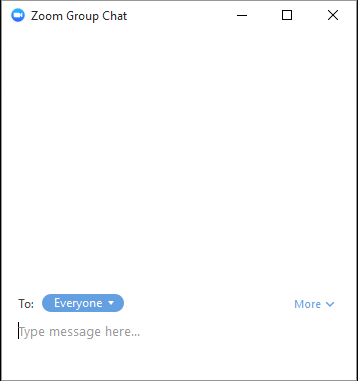 Zoom Group Chat
To: Everyone More
Type message here...